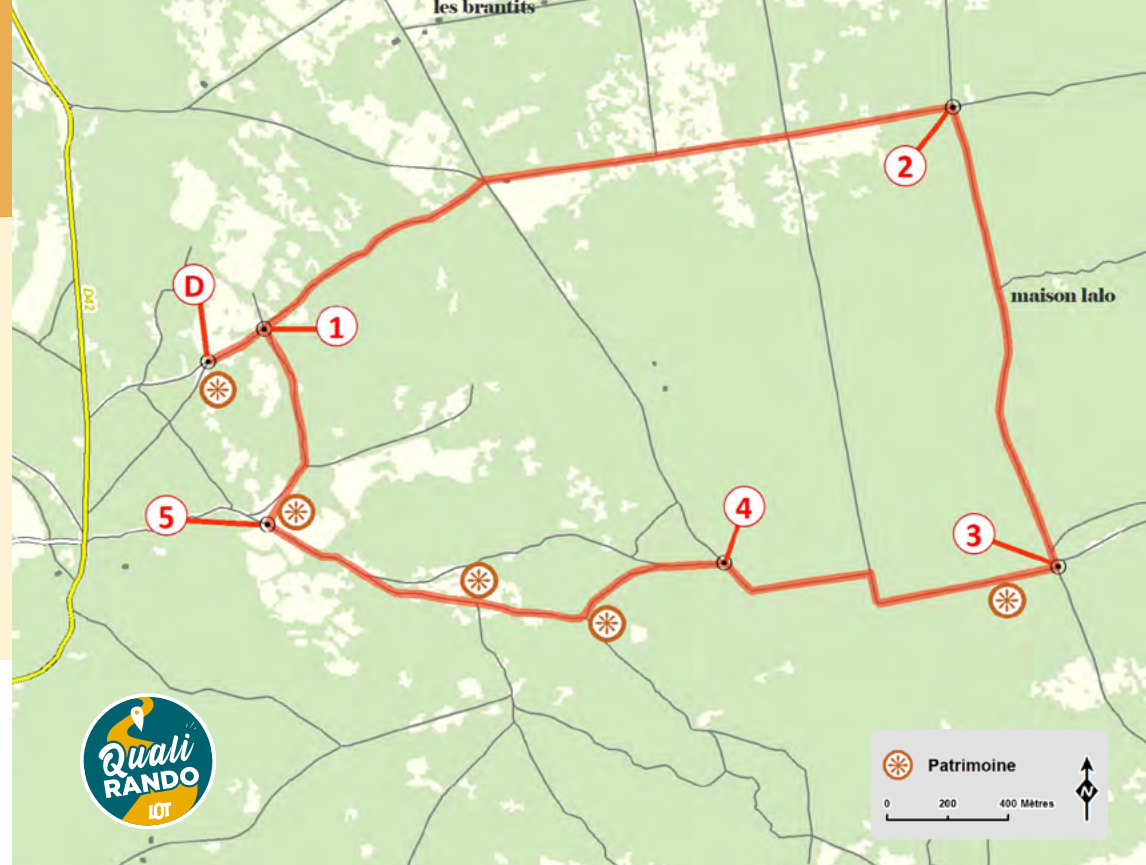 les brantits
2
D42
D
maison lalo
1
5
4
3
Quali
RANDO
LOT
Patrimoine
0 200 400 Mètres
N